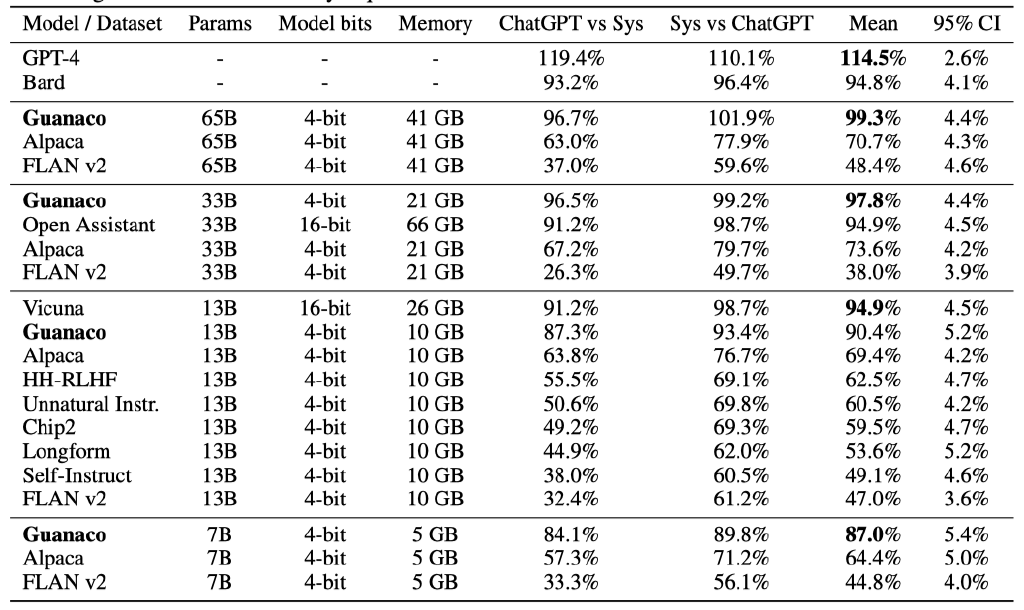 Model / Dataset Params Model bits Memory ChatGPT vs Sys Sys vs ChatGPT Mean 95% CI
GPT-4 - - - 119.4% 110.1% 114.5% 2.6%
Bard - - - 93.2% 96.4% 94.8% 4.1%
Guanaco 65B 4-bit 41 GB 96.7% 101.9% 99.3% 4.4%
Alpaca 65B 4-bit 41 GB 63.0% 77.9% 70.7% 4.3%
FLAN v2 65B 4-bit 41 GB 37.0% 59.6% 48.4% 4.6%
Guanaco 33B 4-bit 21 GB 96.5% 99.2% 97.8% 4.4%
Open Assistant 33B 16-bit 66 GB 91.2% 98.7% 94.9% 4.5%
Alpaca 33B 4-bit 21 GB 67.2% 79.7% 73.6% 4.2%
FLAN v2 33B 4-bit 21 GB 26.3% 49.7% 38.0% 3.9%
Vicuna 13B 16-bit 26 GB 91.2% 98.7% 94.9% 4.5%
Guanaco 13B 4-bit 10 GB 87.3% 93.4% 90.4% 5.2%
Alpaca 13B 4-bit 10 GB 63.8% 76.7% 69.4% 4.2%
HH-RLHF 13B 4-bit 10 GB 55.5% 69.1% 62.5% 4.7%
Unnatural Instr. 13B 4-bit 10 GB 50.6% 69.8% 60.5% 4.2%
Chip2 13B 4-bit 10 GB 49.2% 69.3% 59.5% 4.7%
Longform 13B 4-bit 10 GB 44.9% 62.0% 53.6% 5.2%
Self-Instruct 13B 4-bit 10 GB 38.0% 60.5% 49.1% 4.6%
FLAN v2 13B 4-bit 10 GB 32.4% 61.2% 47.0% 3.6%
Guanaco 7B 4-bit 5 GB 84.1% 89.8% 87.0% 5.4%
Alpaca 7B 4-bit 5 GB 57.3% 71.2% 64.4% 5.0%
FLAN v2 7B 4-bit 5 GB 33.3% 56.1% 44.8% 4.0%